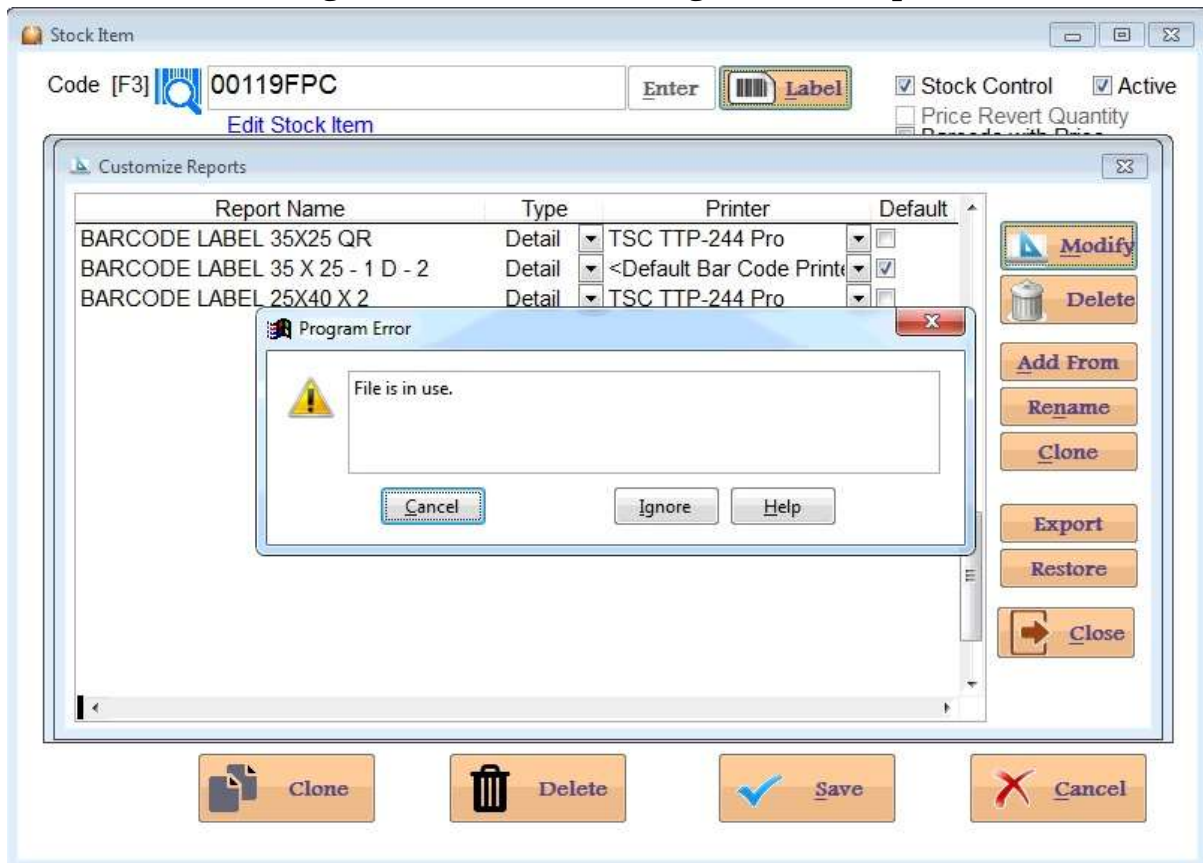 Stock Item
Code [F3] 00119FPC Enter Label Stock Control Active
Edit Stock Item Price Revert Quantity
Barcode with Price
Customize Reports
Report Name Type Printer Default
BARCODE LABEL 35X25 QR Detail TSC TTP-244 Pro
BARCODE LABEL 35 X 25 - 1 D - 2 Detail <Default Bar Code Printe
BARCODE LABEL 25X40 X 2 Detail TSC TTP-244 Pro
Modify
Delete
Program Error
File is in use.
Cancel Ignore Help
Add From
Rename
Clone
Export
Restore
Close
Clone Delete Save Cancel